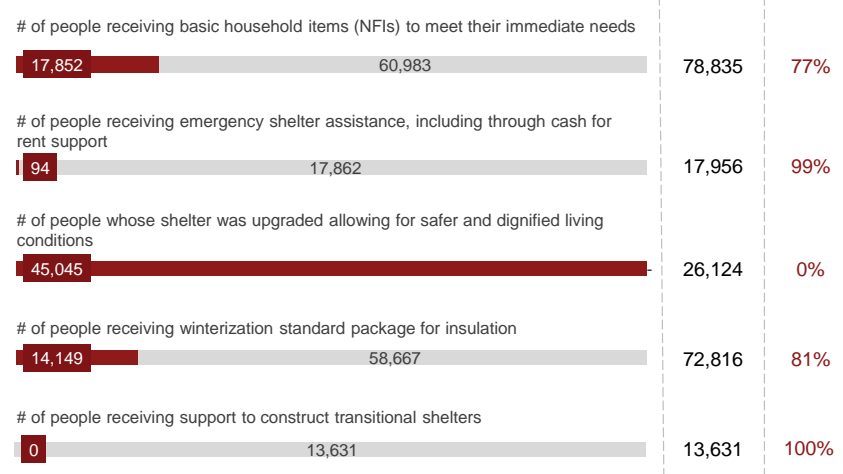 # of people receiving basic household items (NFIs) to meet their immediate needs
17,852 60,983 78,835 77%
# of people receiving emergency shelter assistance, including through cash for
rent support
94 17,862 17,956 99%
# of people whose shelter was upgraded allowing for safer and dignified living
conditions
45,045 - 26,124 0%
# of people receiving winterization standard package for insulation
14,149 58,667 72,816 81%
# of people receiving support to construct transitional shelters
0 13,631 13,631 100%